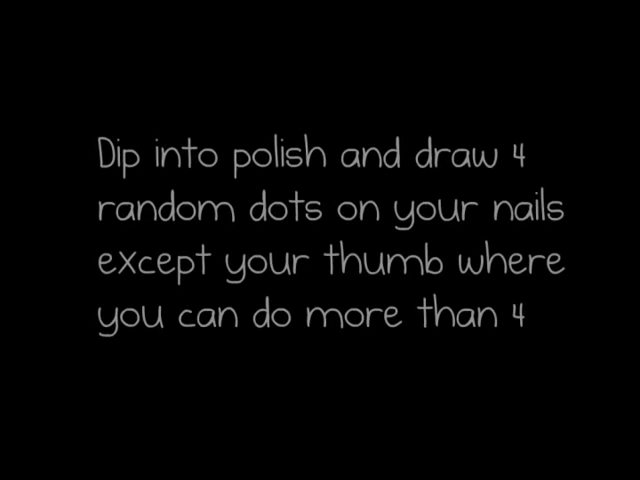 Dip into polish and draw 4
random dots on your nails
except your thumb where
you can do more than 4